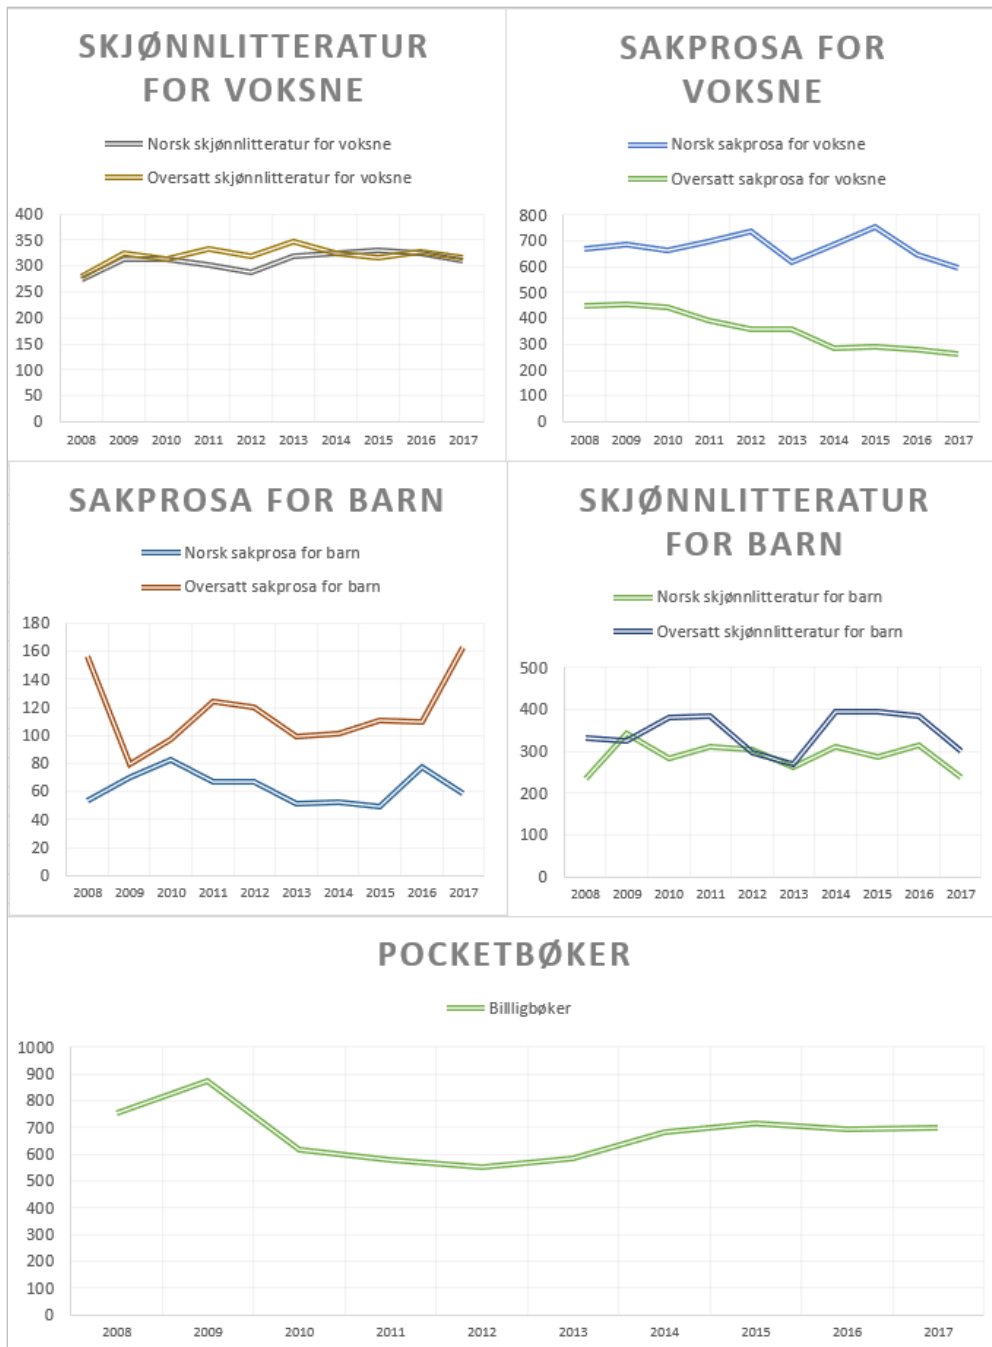 SKJØNNLITTERATUR
FOR VOKSNE
Norsk skjønnlitteratur for voksne
Oversatt skjønnlitteratur for voksne
400
350
300
250
200
150
100
50
0
2008 2009 2010 2011 2012 2013 2014 2015 2016 2017
SAKPROSA FOR
VOKSNE
Norsk sakprosa for voksne
Oversatt sakprosa for voksne
800
700
600
500
400
300
200
100
0
2008 2009 2010 2011 2012 2013 2014 2015 2016 2017
SAKPROSA FOR BARN
Norsk sakprosa for barn
Oversatt sakprosa for barn
180
160
140
120
100
80
60
40
20
0
2008 2009 2010 2011 2012 2013 2014 2015 2016 2017
SKJØNNLITTERATUR
FOR BARN
Norsk skjønnlitteratur for barn
Oversatt skjønnlitteratur for barn
500
400
300
200
100
0
2008 2009 2010 2011 2012 2013 2014 2015 2016 2017
POCKETBØKER
Billligbøker
1000
900
800
700
600
500
400
300
200
100
0
2008 2009 2010 2011 2012 2013 2014 2015 2016 2017